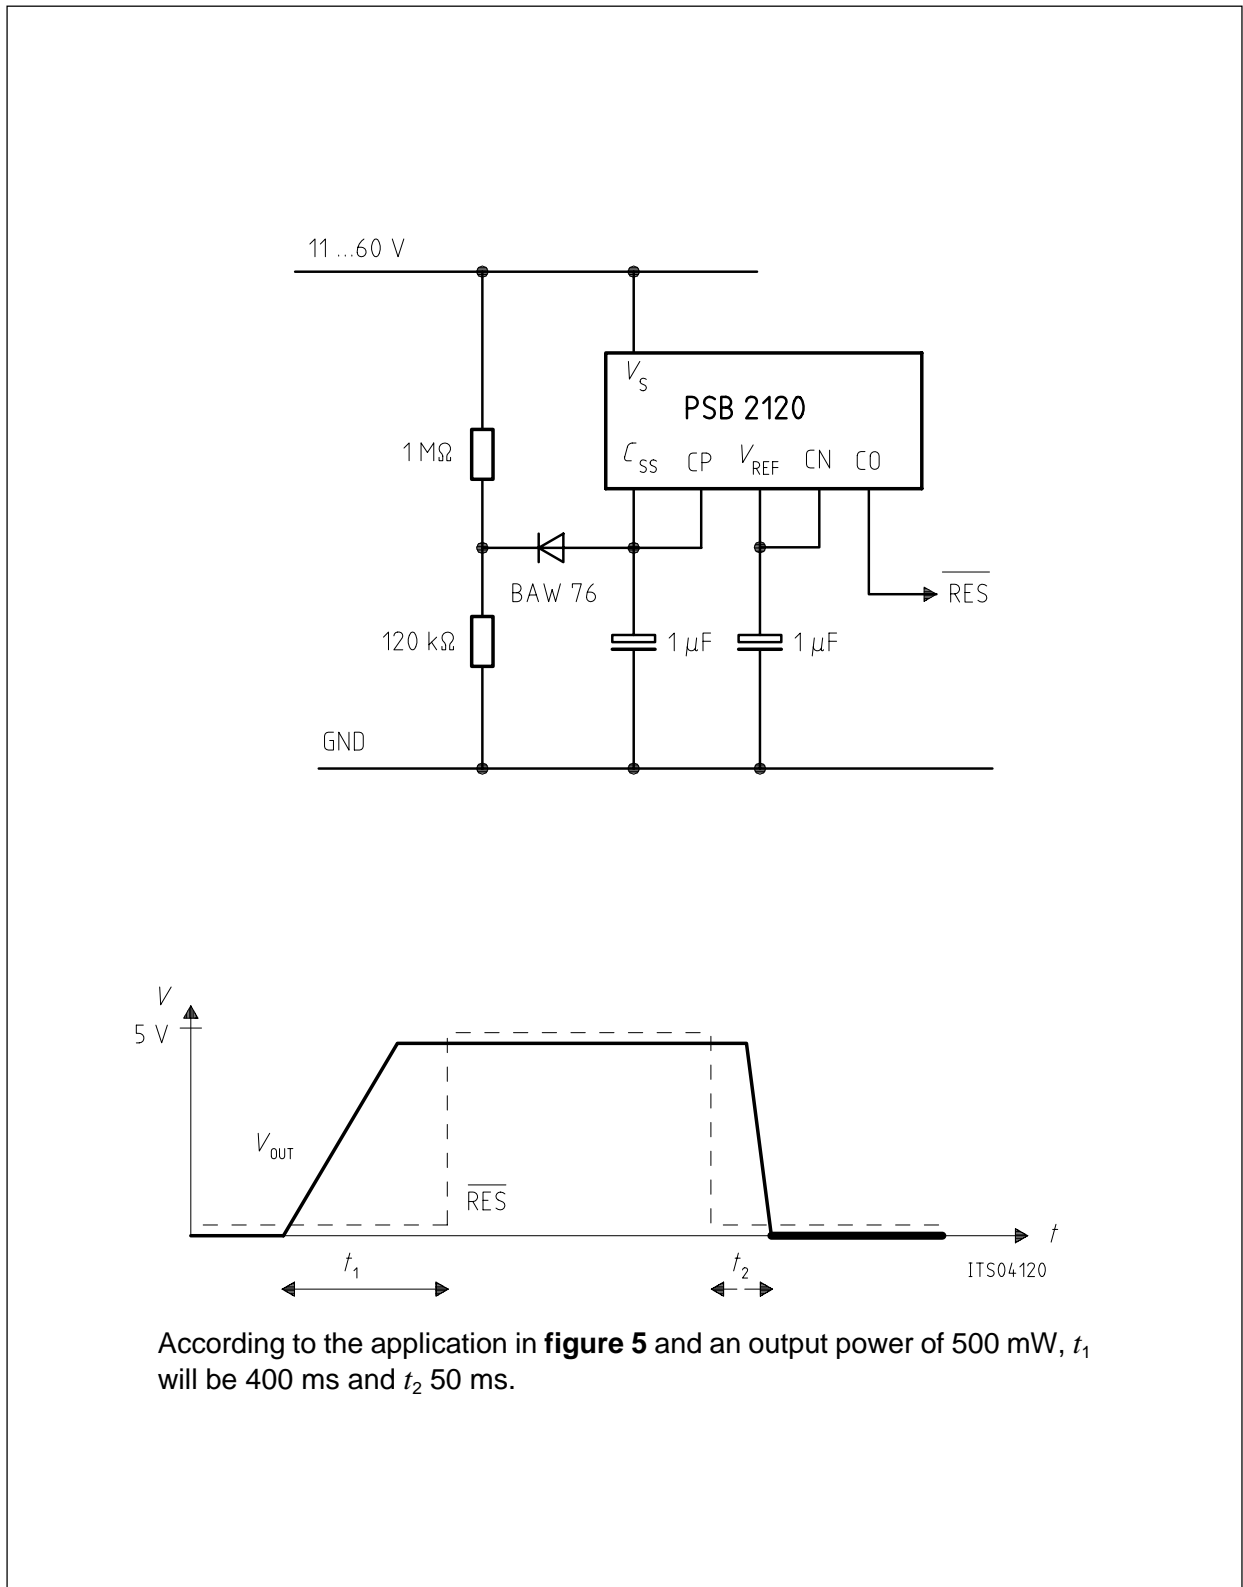 11 ...60 V
V_S
PSB 2120
1 MΩ
C_SS CP V_REF CN CO
BAW 76
R̅E̅S̅
120 kΩ
1 µF
1 µF
GND
V
5 V
V_OUT
R̅E̅S̅
t_1
t_2
t
ITS04120
According to the application in figure 5 and an output power of 500 mW, t_1
will be 400 ms and t_2 50 ms.